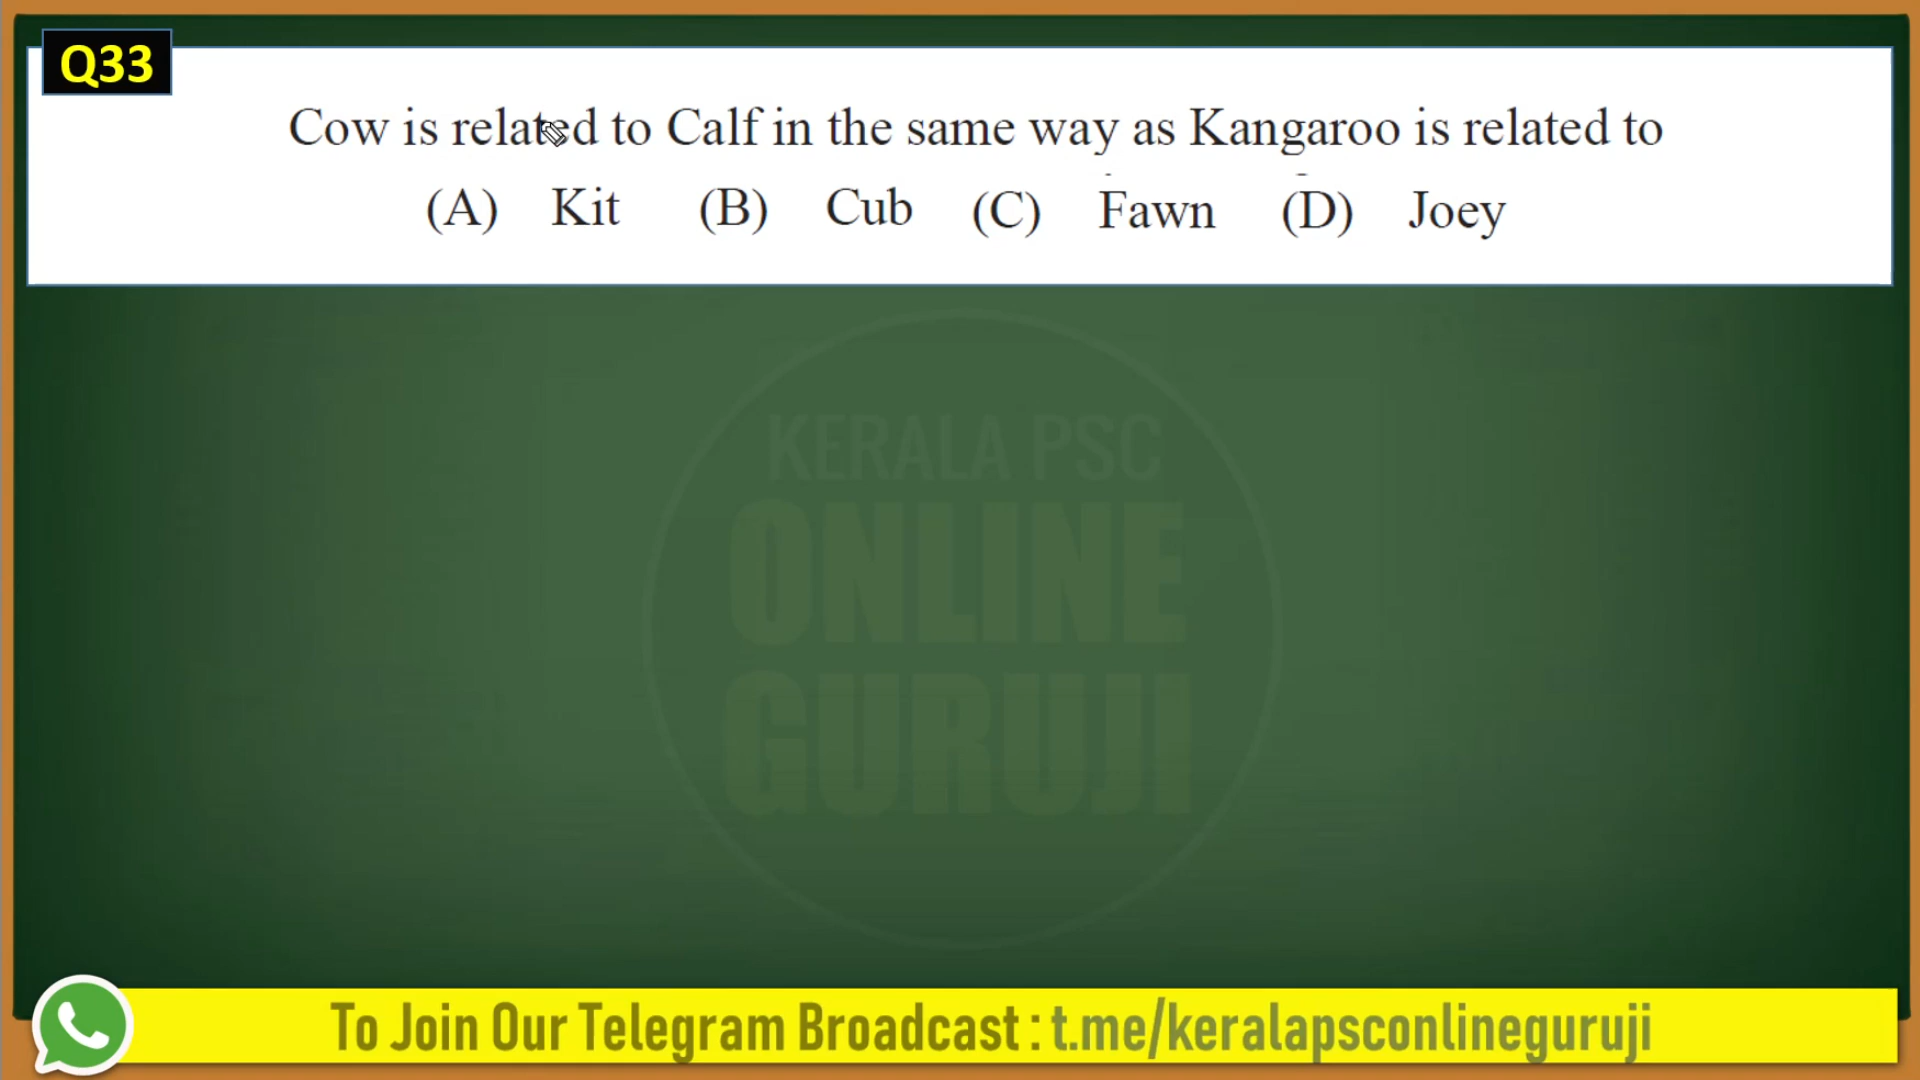 Q33
Cow is related to Calf in the same way as Kangaroo is related to
(A) Kit (B) Cub (C) Fawn (D) Joey
KERALA PSC
ONLINE
GURUJI
To Join Our Telegram Broadcast : t.me/keralapsconlineguruji